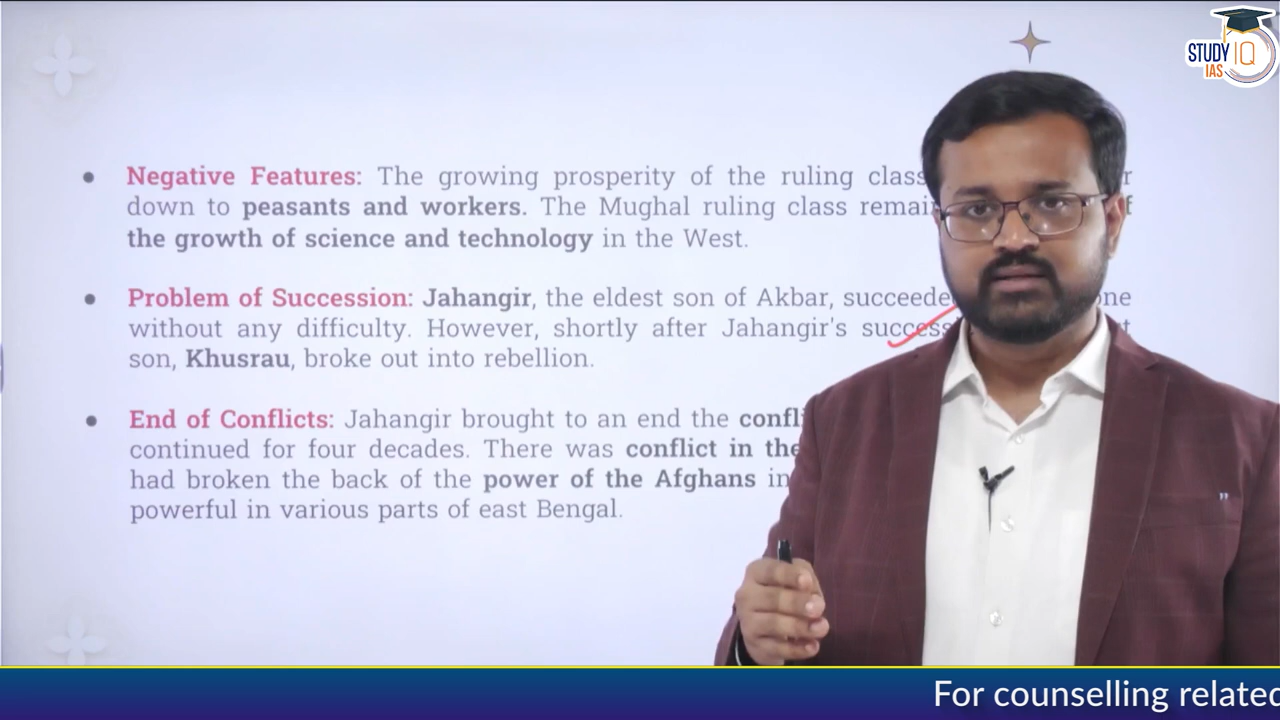 STUDY IQ
IAS
• Negative Features: The growing prosperity of the ruling class
down to peasants and workers. The Mughal ruling class
the growth of science and technology in the West.
• Problem of Succession: Jahangir, the eldest son of Akbar,
without any difficulty. However, shortly after Jahangir's
son, Khusrau, broke out into rebellion.
• End of Conflicts: Jahangir brought to an end the
continued for four decades. There was conflict in the
had broken the back of the power of the Afghans in
powerful in various parts of east Bengal.
For counselling related